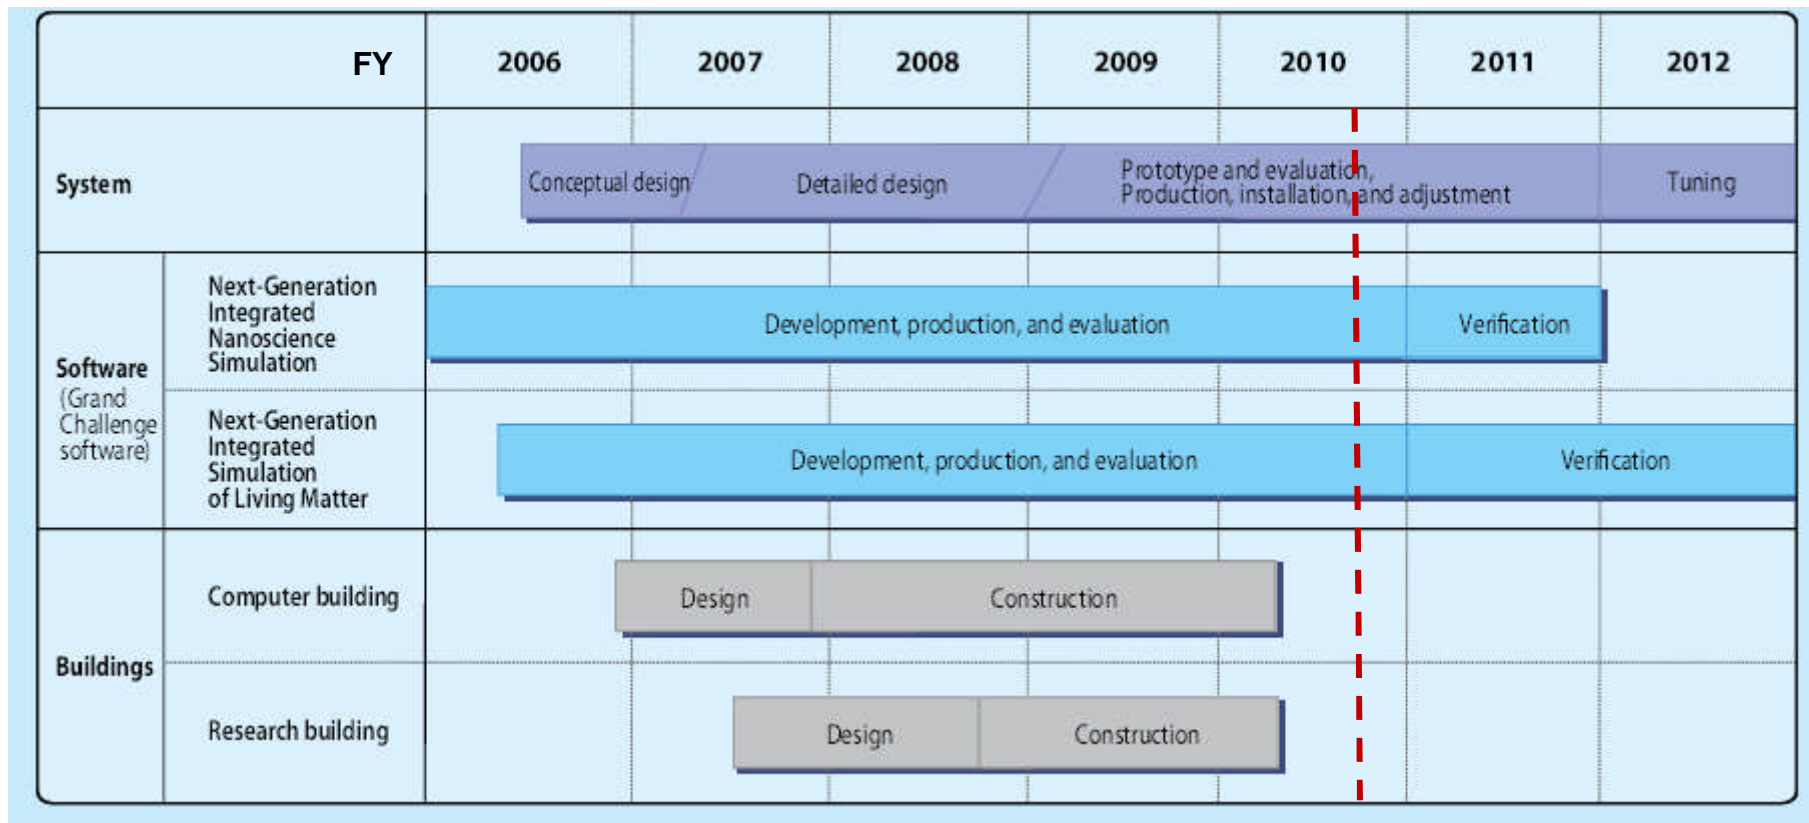 FY 2006 2007 2008 2009 2010 2011 2012
System
Conceptual design
Detailed design
Prototype and evaluation,
Production, installation, and adjustment
Tuning
Software
(Grand
Challenge
software)
Next-Generation
Integrated
Nanoscience
Simulation
Development, production, and evaluation
Verification
Next-Generation
Integrated
Simulation
of Living Matter
Development, production, and evaluation
Verification
Buildings
Computer building
Design
Construction
Research building
Design
Construction